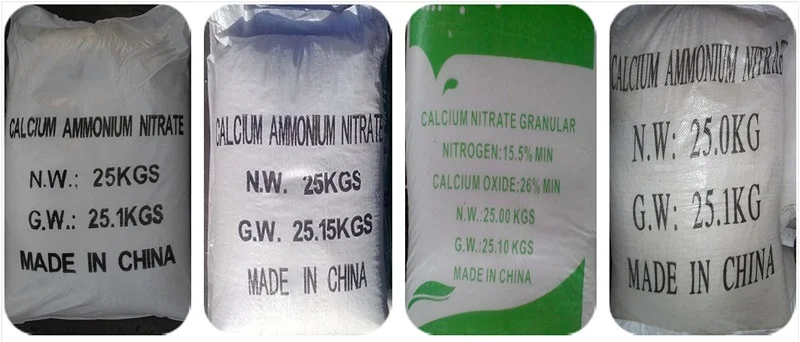 CALCIUM AMMONIUM NITRATE
N.W.: 25KGS
G.W.: 25.1KGS
MADE IN CHINA
CALCIUM AMMONIUM NITRATE
N.W. 25KGS
G.W. 25.15KGS
MADE IN CHINA
CALCIUM NITRATE GRANULAR
NITROGEN:15.5% MIN
CALCIUM OXIDE:26% MIN
N.W.:25.00 KGS
G.W.:25.10 KGS
MADE IN CHINA
CALCIUM AMMONIUM NITRAT
N.W: 25.0KG
G.W: 25.1KG
MADE IN CHINA